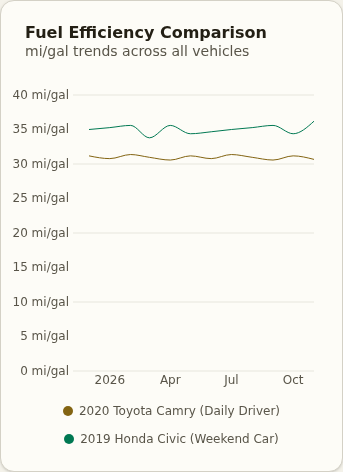 Fuel Efficiency Comparison
mi/gal trends across all vehicles
40 mi/gal
35 mi/gal
30 mi/gal
25 mi/gal
20 mi/gal
15 mi/gal
10 mi/gal
5 mi/gal
0 mi/gal
2026 Apr Jul Oct
2020 Toyota Camry (Daily Driver)
2019 Honda Civic (Weekend Car)